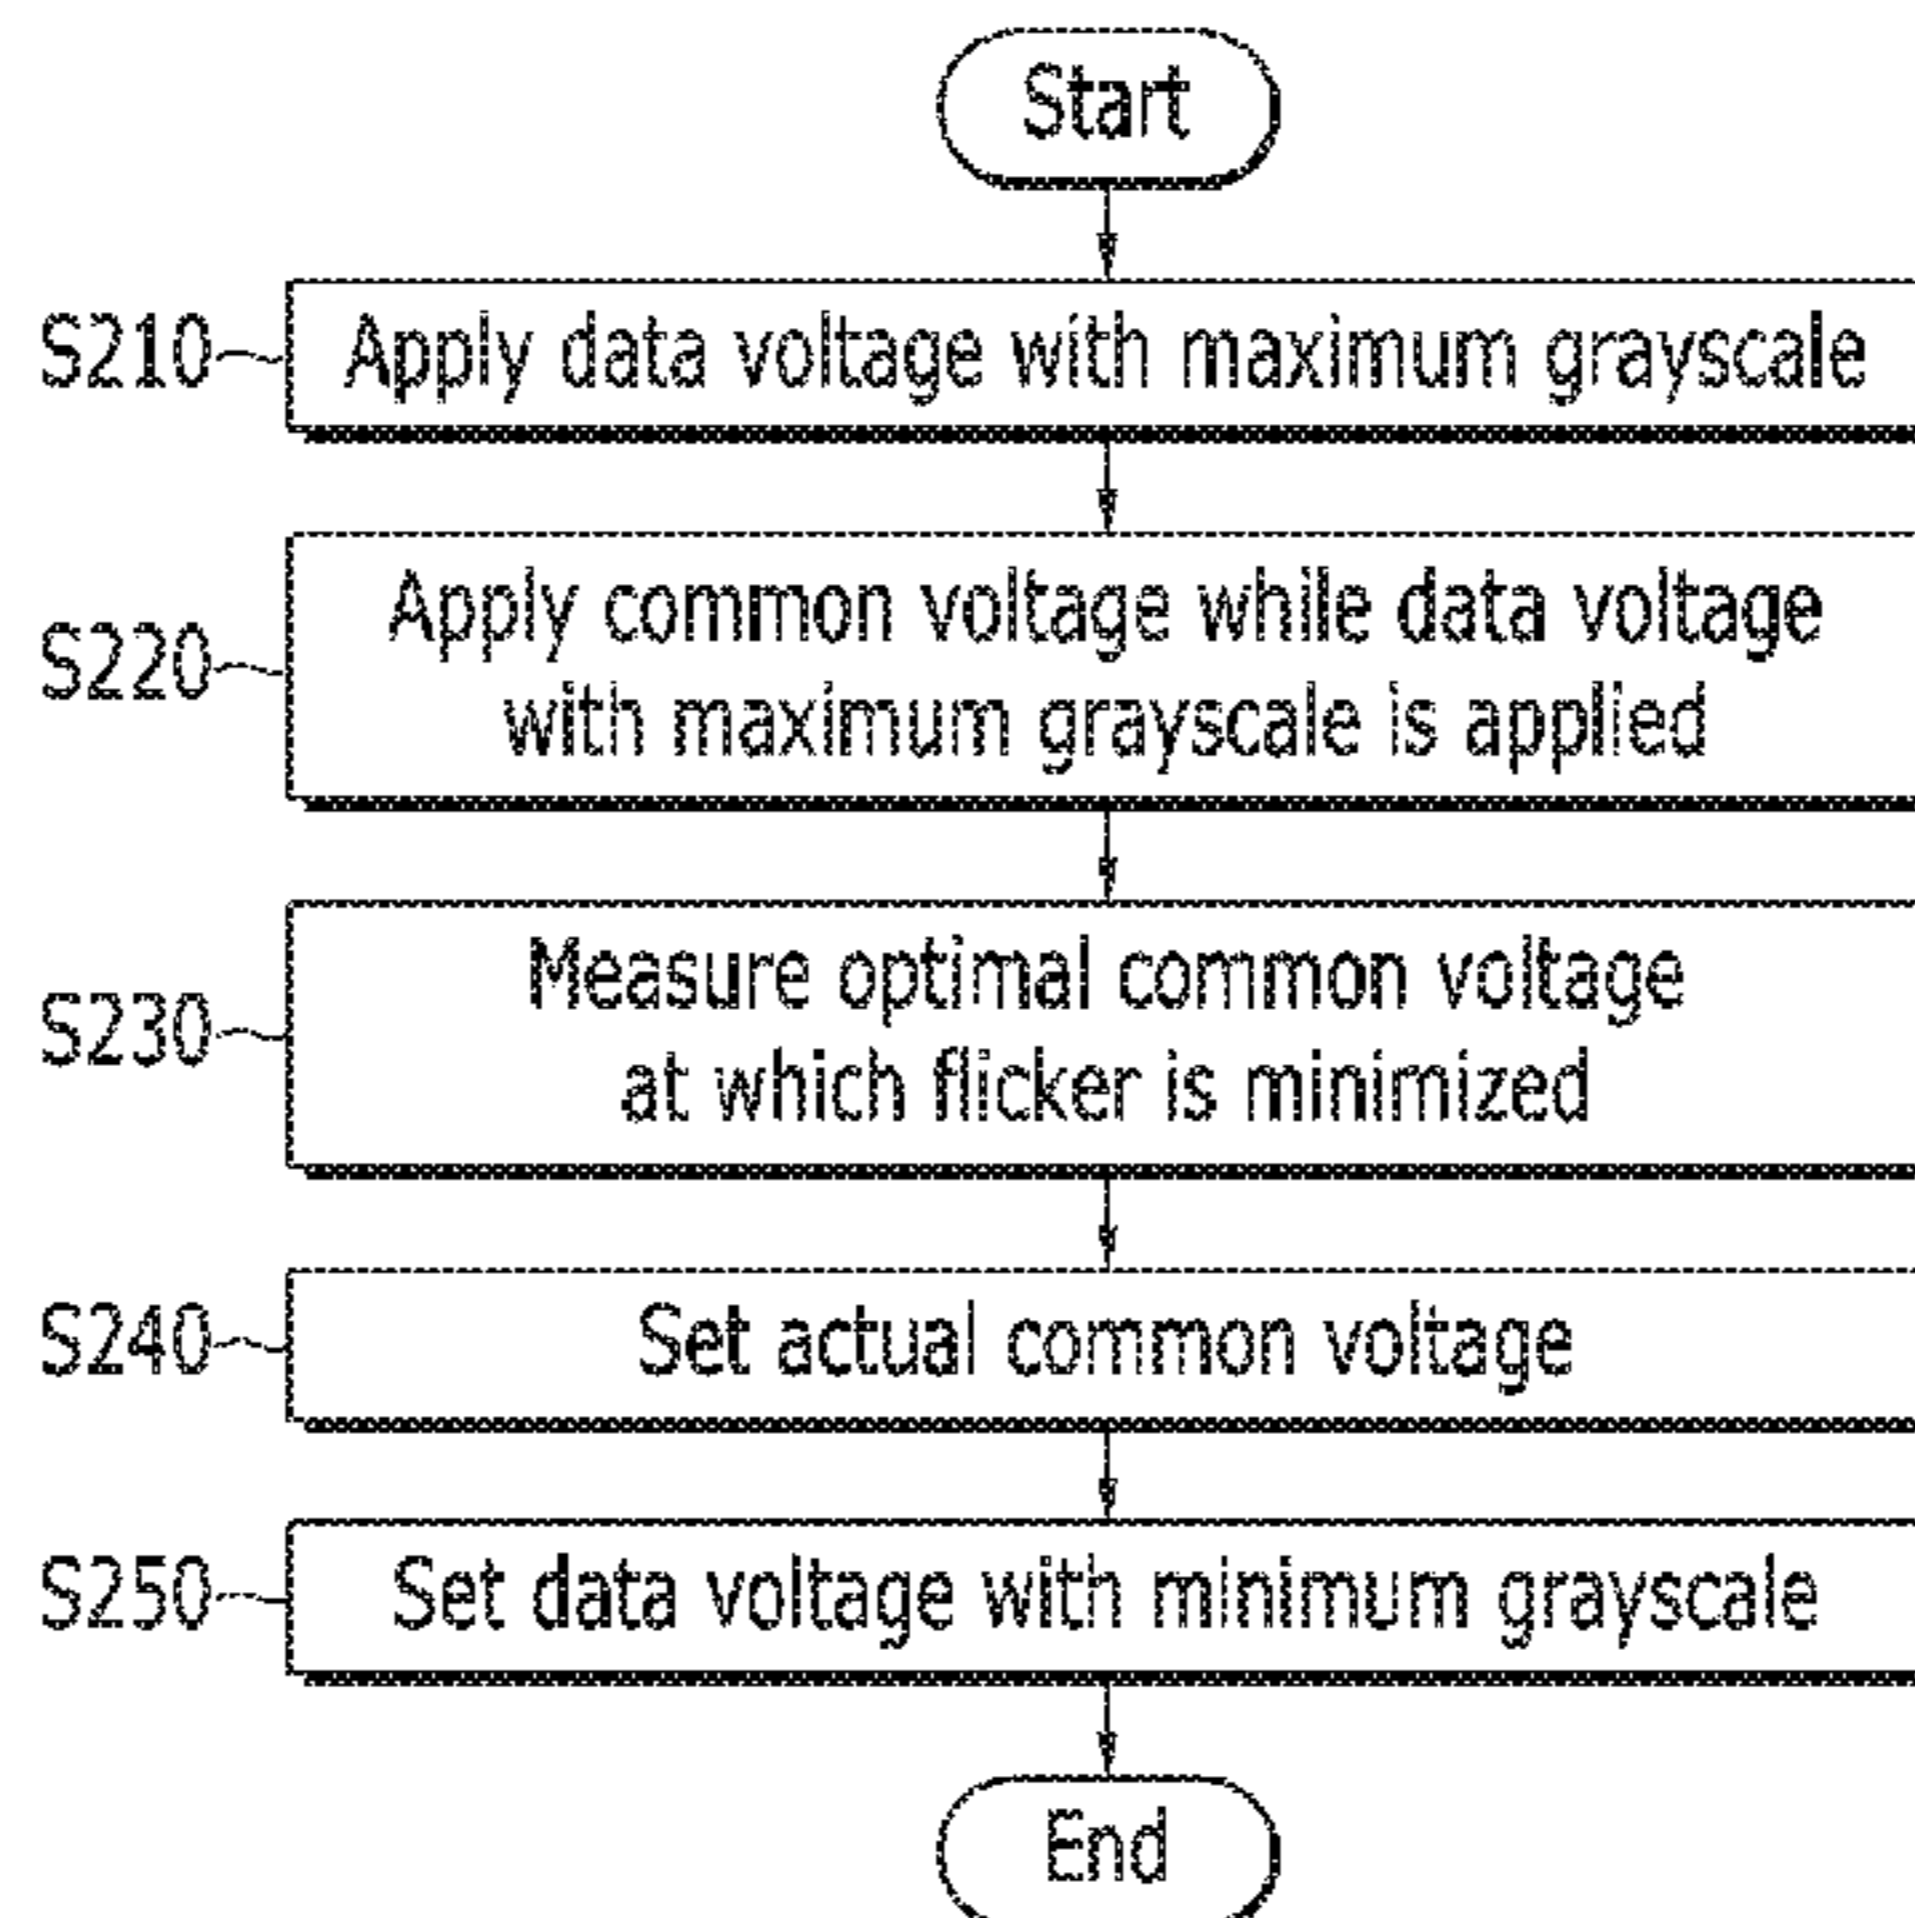 Start
S210
Apply data voltage with maximum grayscale
S220
Apply common voltage while data voltage
with maximum grayscale is applied
S230
Measure optimal common voltage
at which flicker is minimized
S240
Set actual common voltage
S250
Set data voltage with minimum grayscale
End